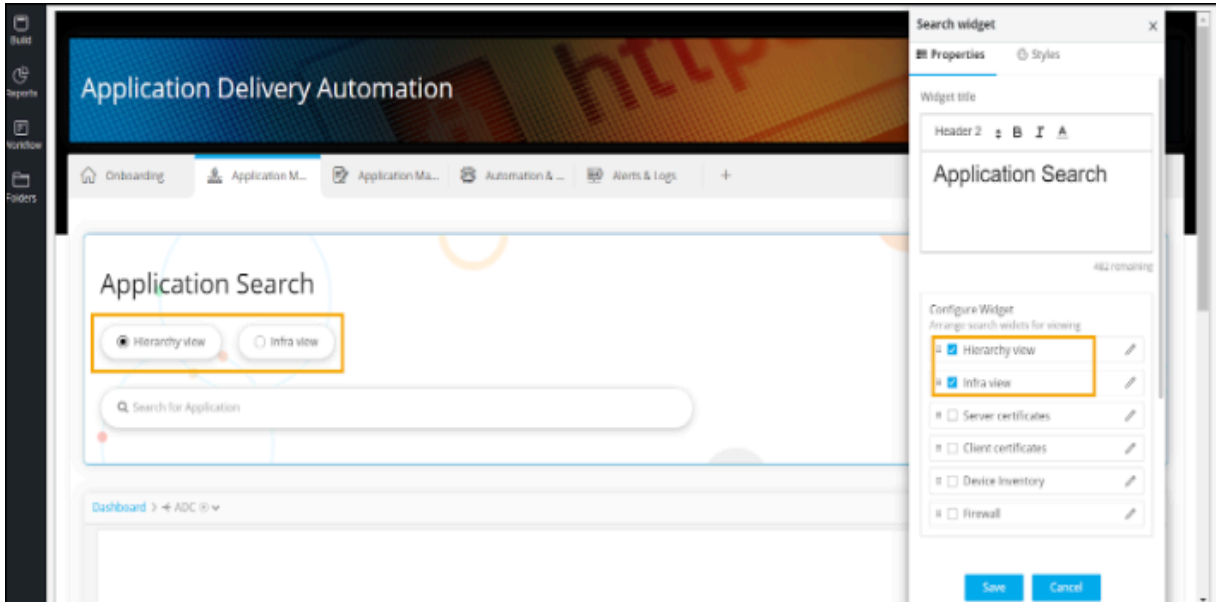 Build
Reports
Workflow
Folders
Application Delivery Automation
http
Onboarding
Application M...
Application Ma...
Automation & ...
Alerts & Logs
+
Application Search
Hierarchy view
Infra view
Search for Application
Dashboard > ADC
Search widget
Properties
Styles
Widget title
Header 2 B I A
Application Search
482 remaining
Configure Widget
Arrange search widets for viewing
Hierarchy view
Infra view
Server certificates
Client certificates
Device Inventory
Firewall
Save
Cancel